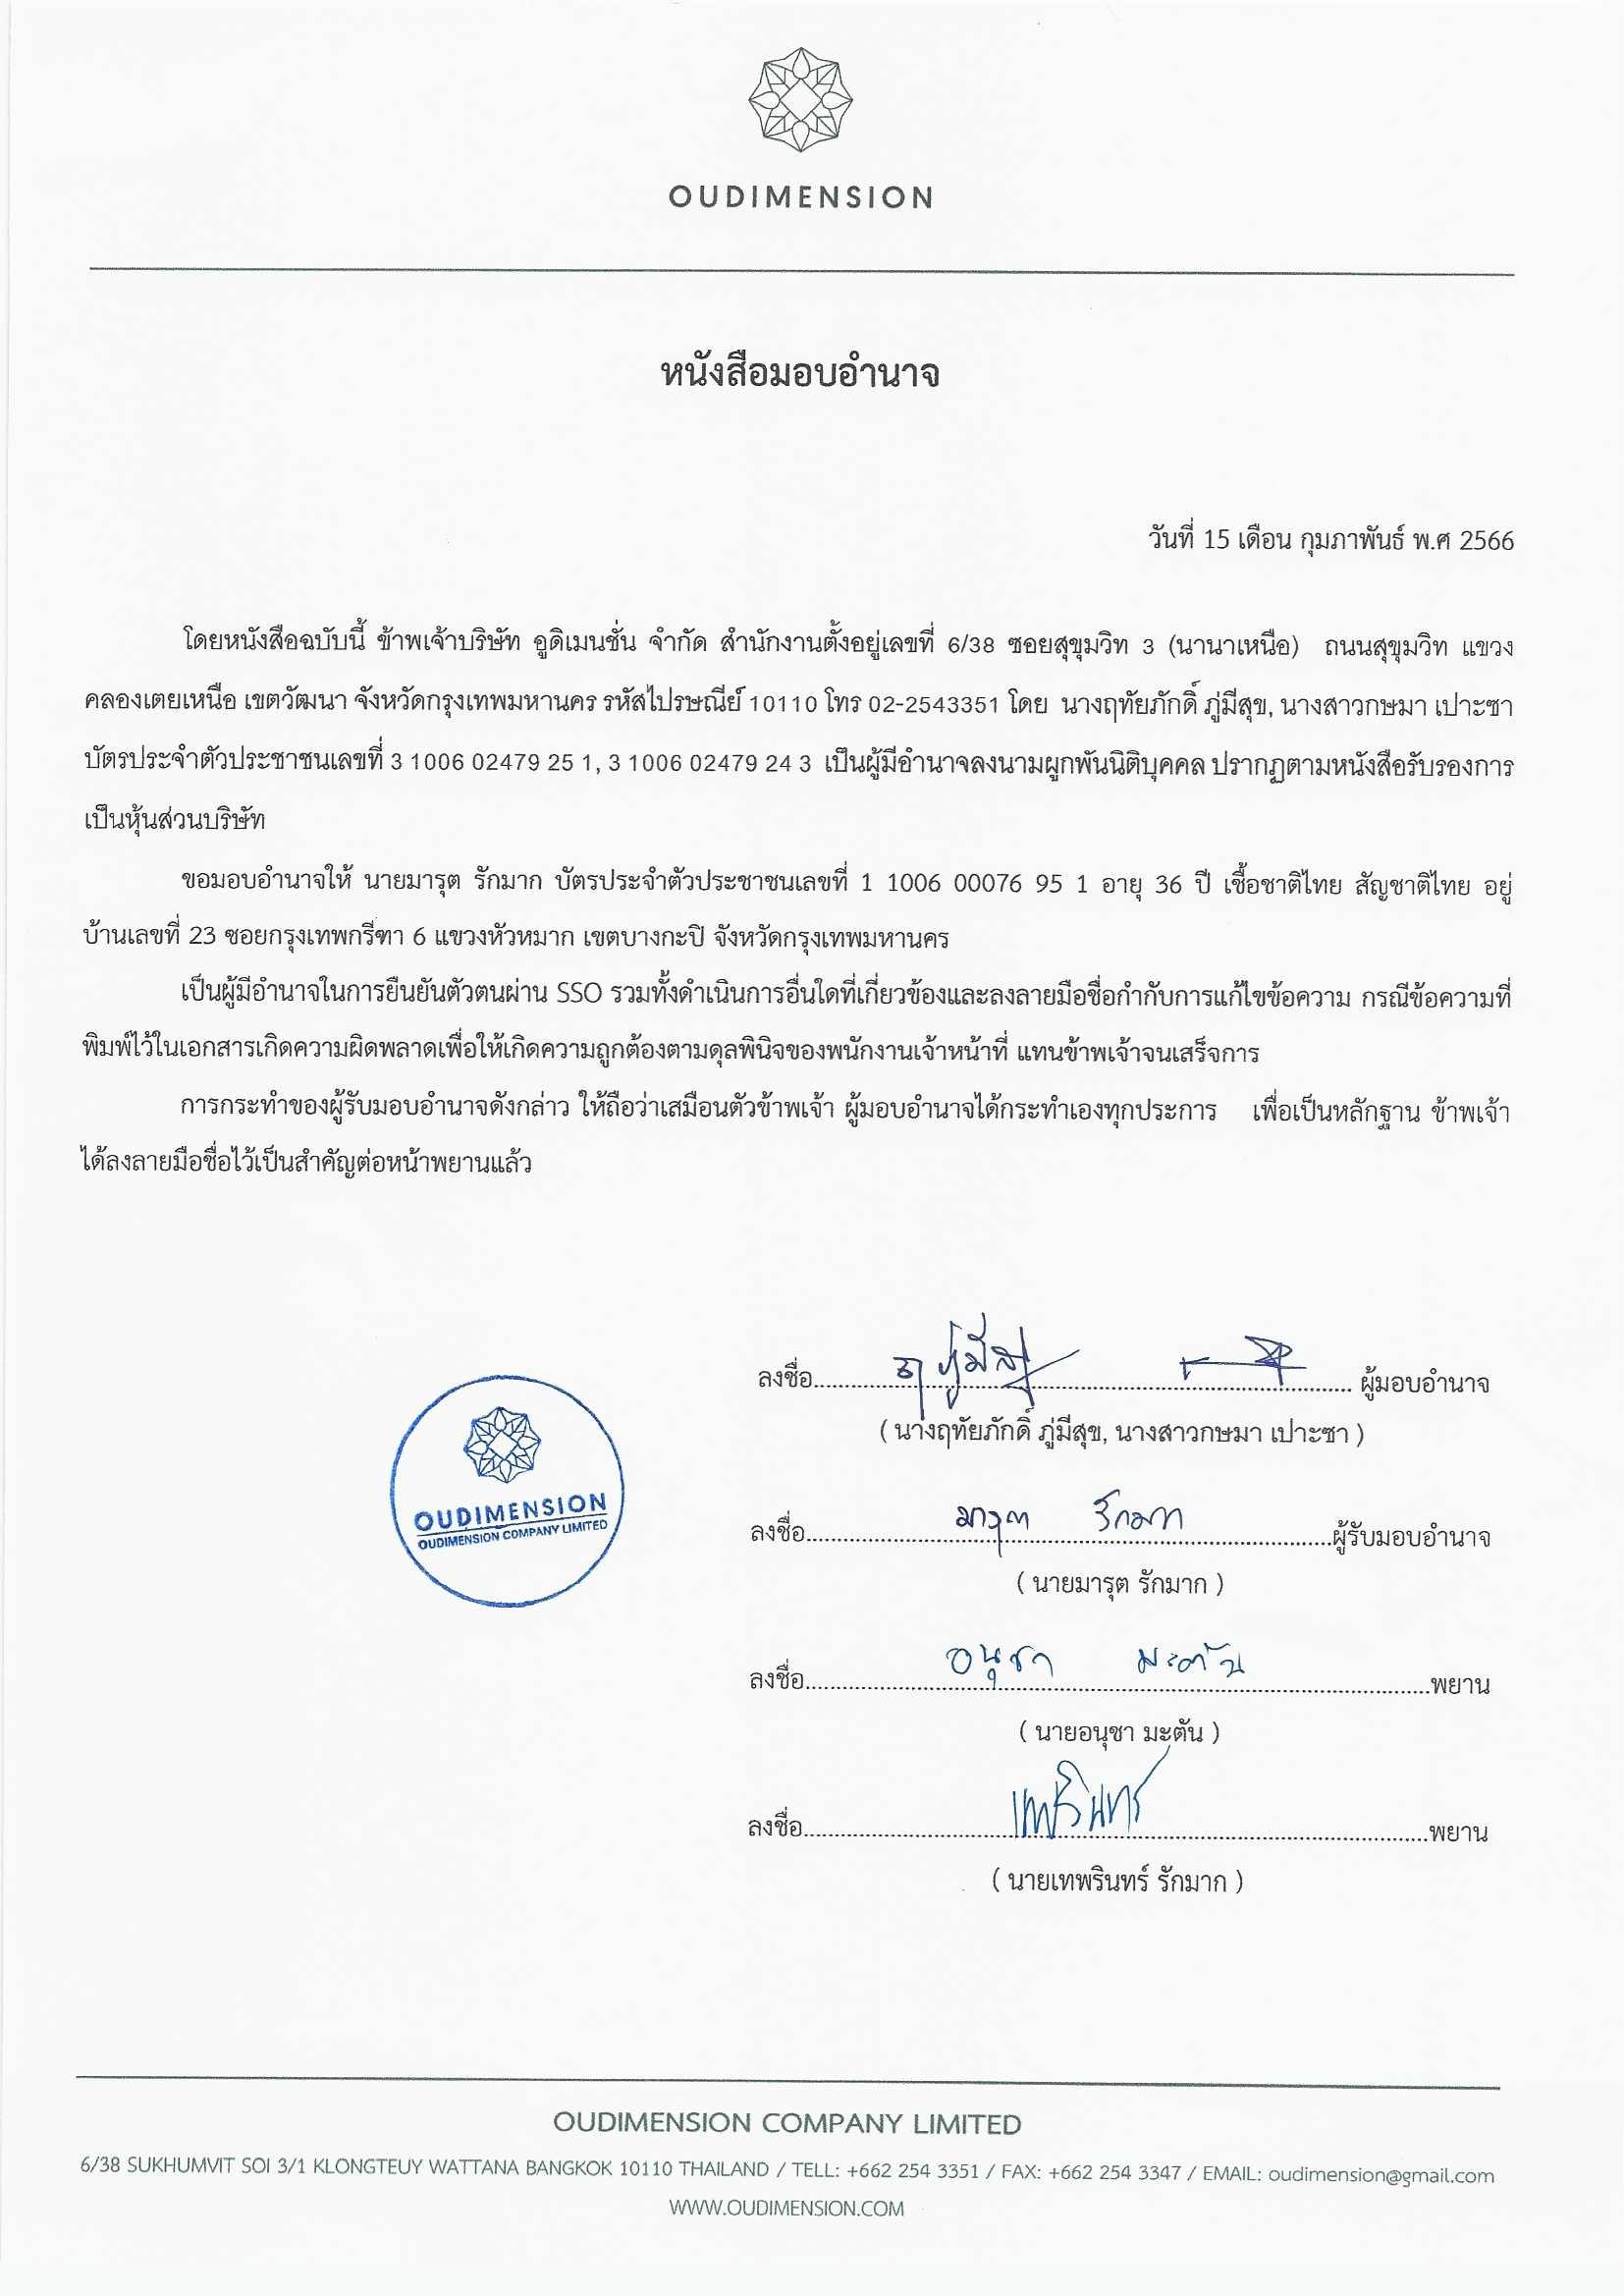 OUDIMENSION
หนังสือมอบอำนาจ
วันที่ 15 เดือน กุมภาพันธ์ พ.ศ 2566
โดยหนังสือฉบับนี้ ข้าพเจ้าบริษัท อูดิเมนชั่น จำกัด สำนักงานตั้งอยู่เลขที่ 6/38 ซอยสุขุมวิท 3 (นานาเหนือ) ถนนสุขุมวิท แขวง
คลองเตยเหนือ เขตวัฒนา จังหวัดกรุงเทพมหานคร รหัสไปรษณีย์ 10110 โทร 02-2543351 โดย นางฤทัยภักดิ์ ภู่มีสุข, นางสาวกษมา เปาะซา
บัตรประจำตัวประชาชนเลขที่ 3 1006 02479 25 1, 3 1006 02479 24 3 เป็นผู้มีอำนาจลงนามผูกพันนิติบุคคล ปรากฏตามหนังสือรับรองการ
เป็นหุ้นส่วนบริษัท
ขอมอบอำนาจให้ นายมารุต รักมาก บัตรประจำตัวประชาชนเลขที่ 1 1006 00076 95 1 อายุ 36 ปี เชื้อชาติไทย สัญชาติไทย อยู่
บ้านเลขที่ 23 ซอยกรุงเทพกรีฑา 6 แขวงหัวหมาก เขตบางกะปิ จังหวัดกรุงเทพมหานคร
เป็นผู้มีอำนาจในการยืนยันตัวตนผ่าน SSO รวมทั้งดำเนินการอื่นใดที่เกี่ยวข้องและลงลายมือชื่อกำกับการแก้ไขข้อความ กรณีข้อความที่
พิมพ์ไว้ในเอกสารเกิดความผิดพลาดเพื่อให้เกิดความถูกต้องตามดุลพินิจของพนักงานเจ้าหน้าที่ แทนข้าพเจ้าจนเสร็จการ
การกระทำของผู้รับมอบอำนาจดังกล่าว ให้ถือว่าเสมือนตัวข้าพเจ้า ผู้มอบอำนาจได้กระทำเองทุกประการ เพื่อเป็นหลักฐาน ข้าพเจ้า
ได้ลงลายมือชื่อไว้เป็นสำคัญต่อหน้าพยานแล้ว
ลงชื่อ ผู้มอบอำนาจ
( นางฤทัยภักดิ์ ภู่มีสุข, นางสาวกษมา เปาะซา )
OUDIMENSION
OUDIMENSION COMPANY LIMITED
ลงชื่อ มารุต รักมาก ผู้รับมอบอำนาจ
( นายมารุต รักมาก )
ลงชื่อ อนุชา มะตัน พยาน
( นายอนุชา มะตัน )
ลงชื่อ เทพรินทร์ พยาน
( นายเทพรินทร์ รักมาก )
OUDIMENSION COMPANY LIMITED
6/38 SUKHUMVIT SOI 3/1 KLONGTEUY WATTANA BANGKOK 10110 THAILAND / TELL: +662 254 3351 / FAX: +662 254 3347 / EMAIL: oudimension@gmail.com
WWW.OUDIMENSION.COM